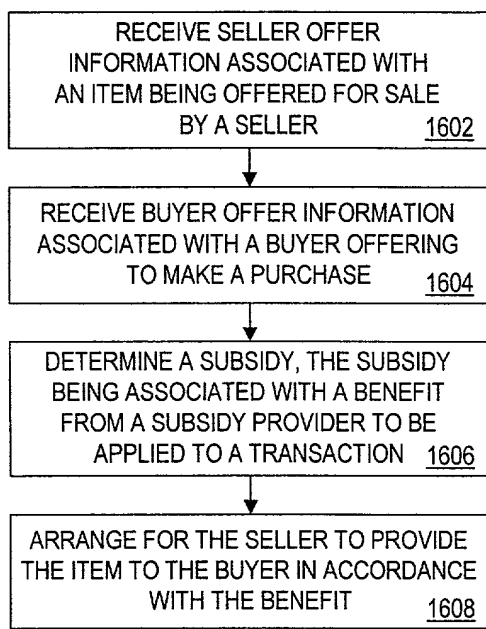 RECEIVE SELLER OFFER
INFORMATION ASSOCIATED WITH
AN ITEM BEING OFFERED FOR SALE
BY A SELLER 1602
RECEIVE BUYER OFFER INFORMATION
ASSOCIATED WITH A BUYER OFFERING
TO MAKE A PURCHASE
1604
DETERMINE A SUBSIDY, THE SUBSIDY
BEING ASSOCIATED WITH A BENEFIT
FROM A SUBSIDY PROVIDER TO BE
APPLIED TO A TRANSACTION 1606
ARRANGE FOR THE SELLER TO PROVIDE
THE ITEM TO THE BUYER IN ACCORDANCE
WITH THE BENEFIT 1608